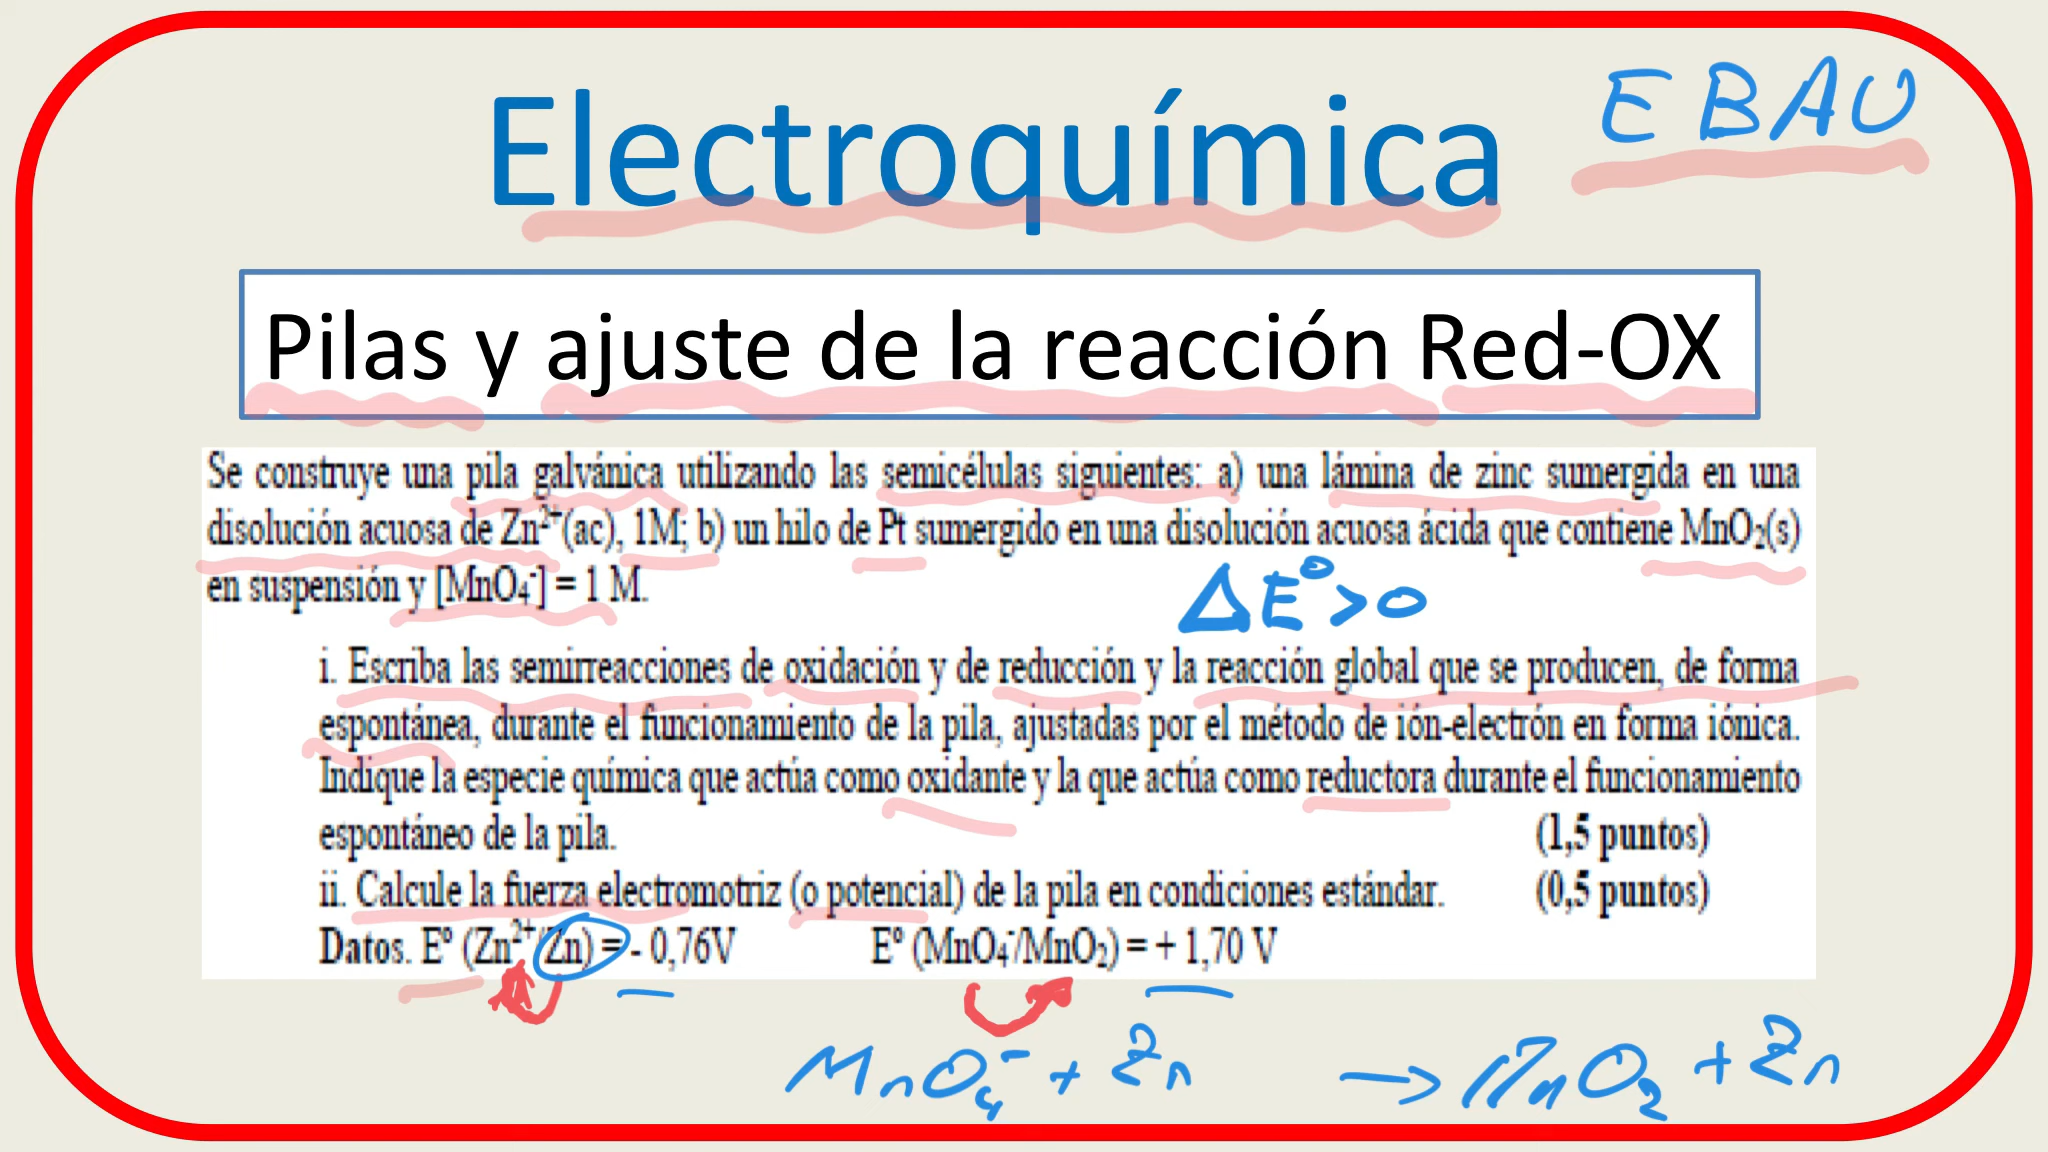 Electroquímica
EBAU
Pilas y ajuste de la reacción Red-OX
Se construye una pila galvánica utilizando las semicélulas siguientes: a) una lámina de zinc sumergida en una
disolución acuosa de Zn²⁺(ac), 1M; b) un hilo de Pt sumergido en una disolución acuosa ácida que contiene MnO₂(s)
en suspensión y [MnO₄⁻] = 1 M.
ΔE⁰>0
i. Escriba las semirreacciones de oxidación y de reducción y la reacción global que se producen, de forma
espontánea, durante el funcionamiento de la pila, ajustadas por el método de ión-electrón en forma iónica.
Indique la especie química que actúa como oxidante y la que actúa como reductora durante el funcionamiento
espontáneo de la pila. (1,5 puntos)
ii. Calcule la fuerza electromotriz (o potencial) de la pila en condiciones estándar. (0,5 puntos)
Datos. Eº (Zn²⁺/Zn) = - 0,76V Eº (MnO₄⁻/MnO₂) = + 1,70 V
MnO₄⁻ + Zn → MnO₂ + Zn